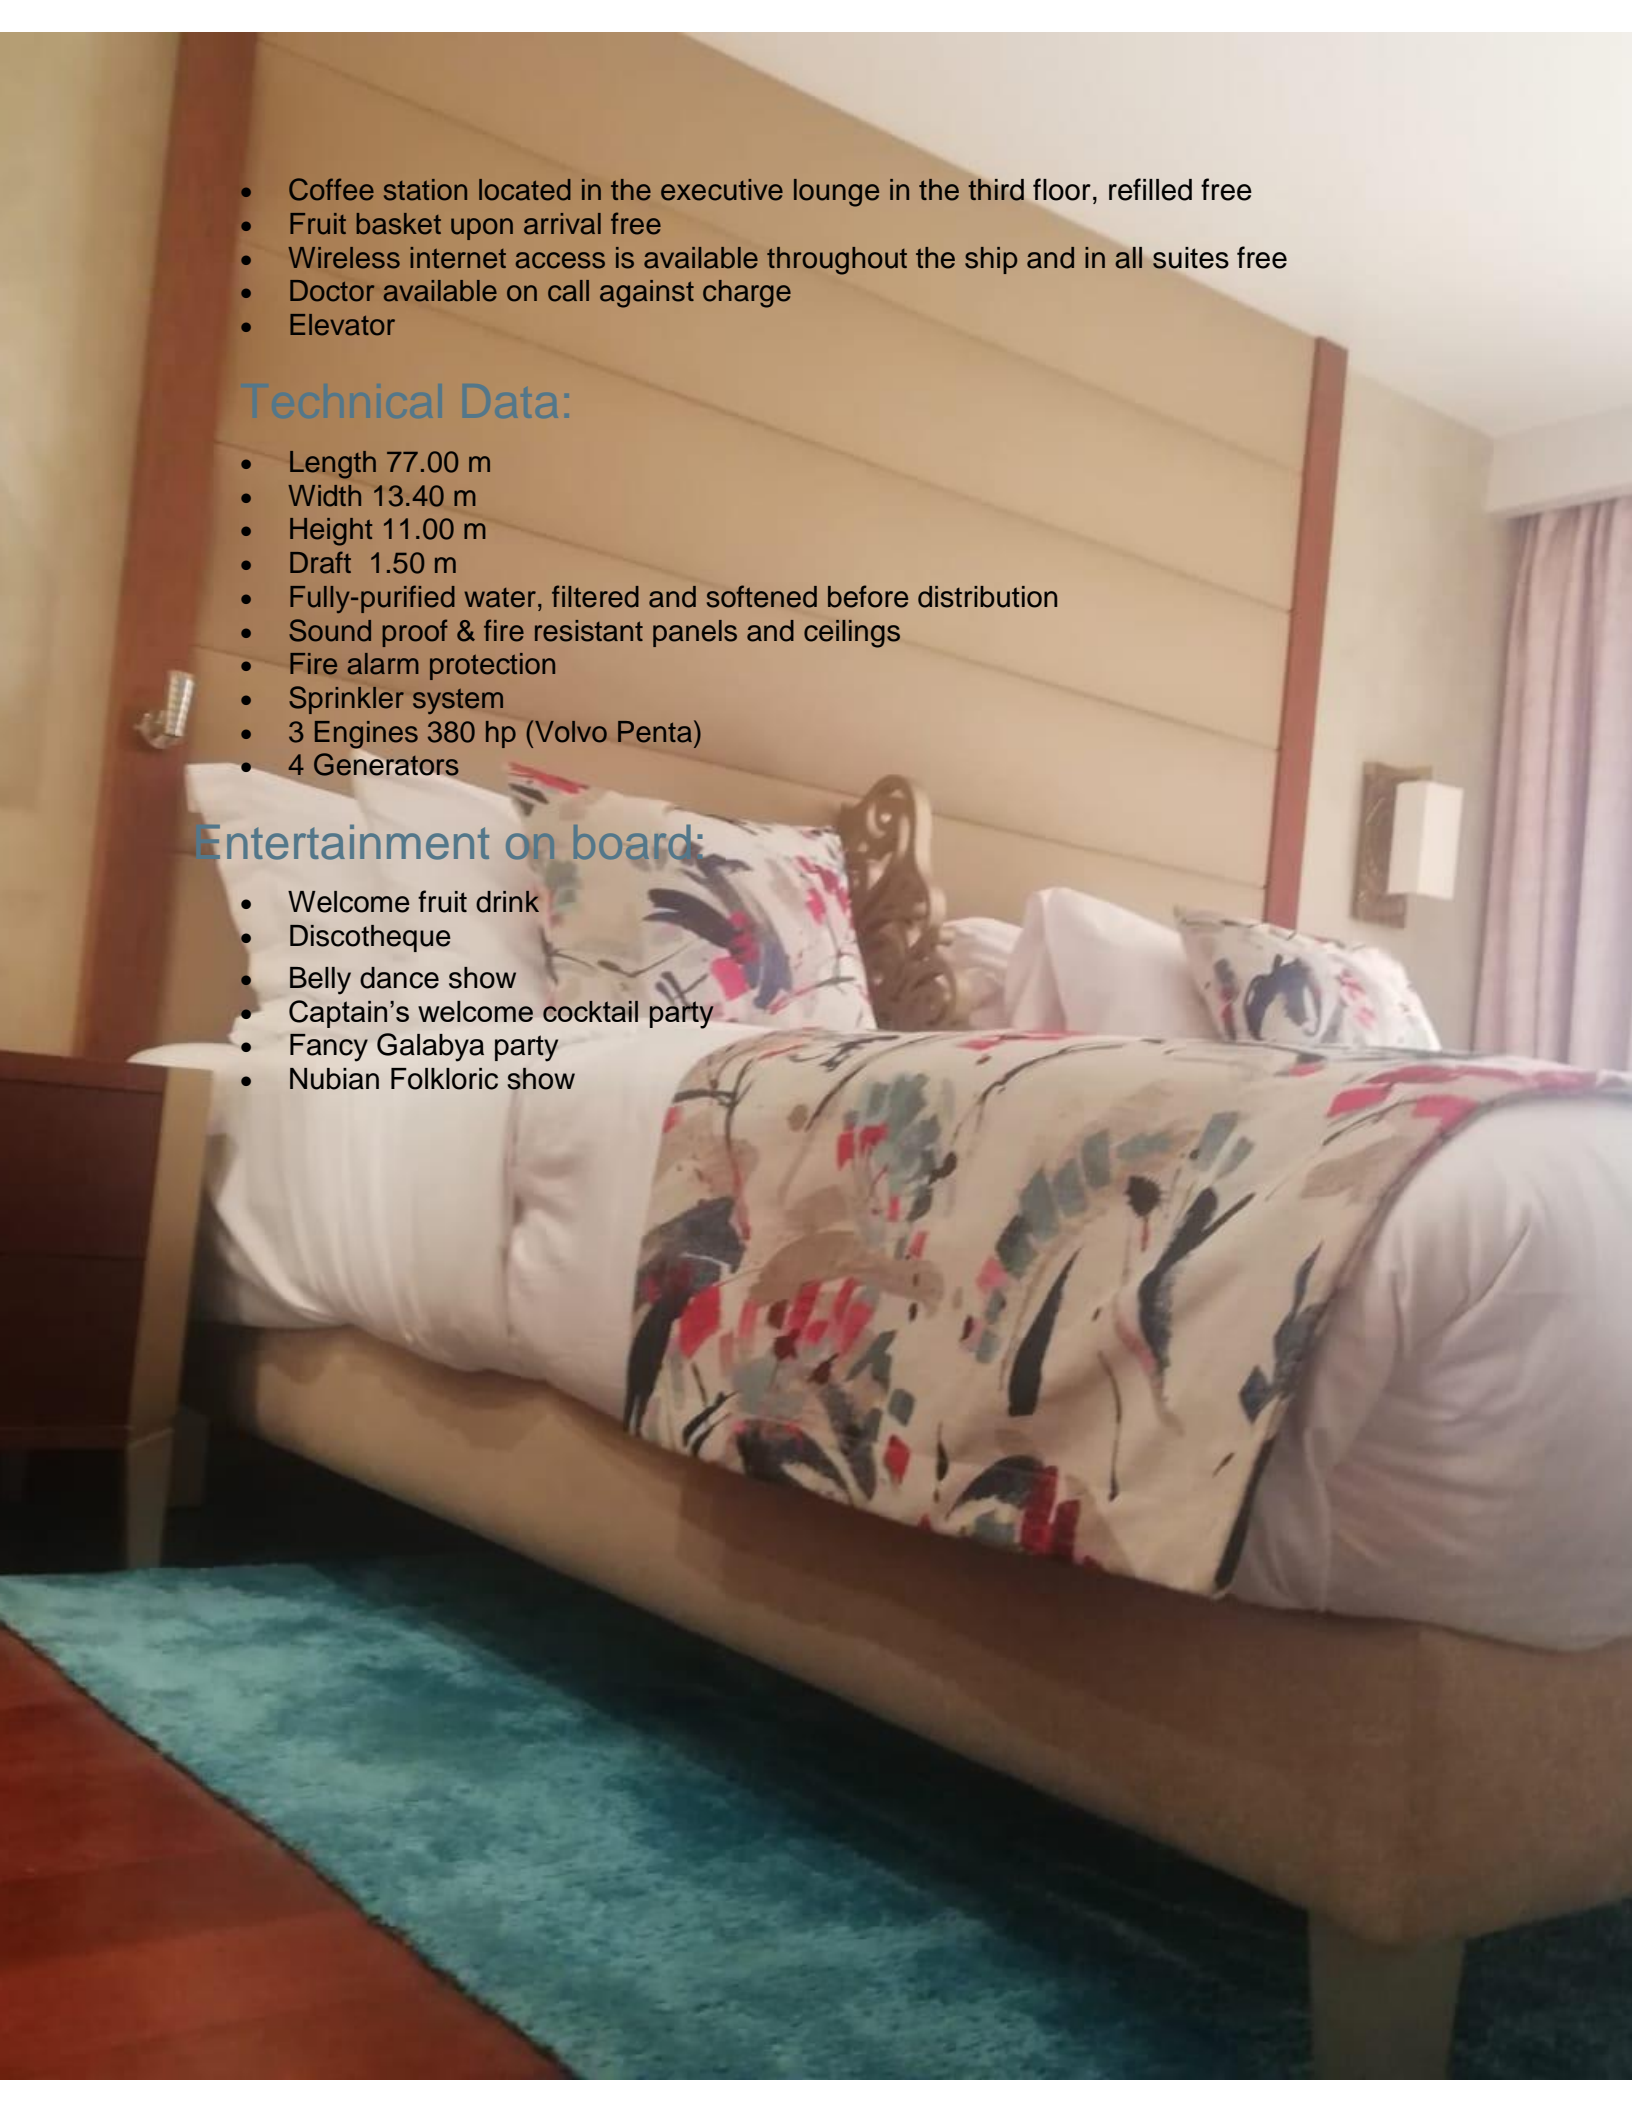 • Coffee station located in the executive lounge in the third floor, refilled free
• Fruit basket upon arrival free
• Wireless internet access is available throughout the ship and in all suites free
• Doctor available on call against charge
• Elevator
Technical Data:
• Length 77.00 m
• Width 13.40 m
• Height 11.00 m
• Draft  1.50 m
• Fully-purified water, filtered and softened before distribution
• Sound proof & fire resistant panels and ceilings
• Fire alarm protection
• Sprinkler system
• 3 Engines 380 hp (Volvo Penta)
• 4 Generators
Entertainment on board:
• Welcome fruit drink
• Discotheque
• Belly dance show
• Captain’s welcome cocktail party
• Fancy Galabya party
• Nubian Folkloric show